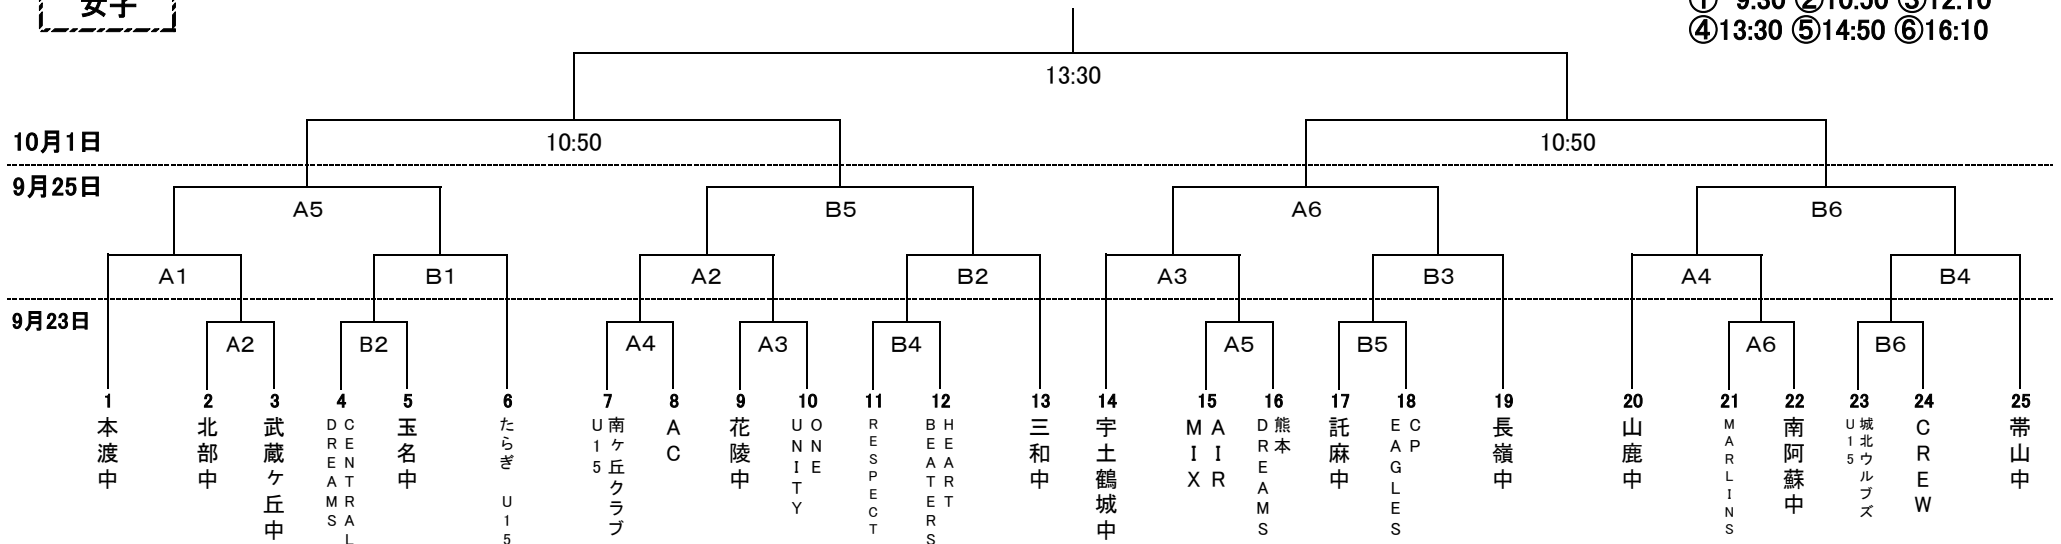 女子
① 9:30 ②10:50 ③12:10
④13:30 ⑤14:50 ⑥16:10
13:30
10月1日
10:50
10:50
9月25日
A5
B5
A6
B6
A1
B1
A2
B2
A3
B3
A4
B4
9月23日
A2
B2
A4
A3
B4
A5
B5
A6
B6
1
本渡中
2
北部中
3
武蔵ヶ丘中
4
CENTRAL
DREAMS
5
玉名中
6
たらぎ U15
7
南ヶ丘クラブ
U15
8
AC
9
花陵中
10
ONE
UNITY
11
RESPECT
12
HEART
BEATERS
13
三和中
14
宇土鶴城中
15
AIR
MIX
16
熊本
DREAMS
17
託麻中
18
CP
EAGLES
19
長嶺中
20
山鹿中
21
MARLINS
22
南阿蘇中
23
城北ウルブズ
U15
24
CREW
25
帯山中